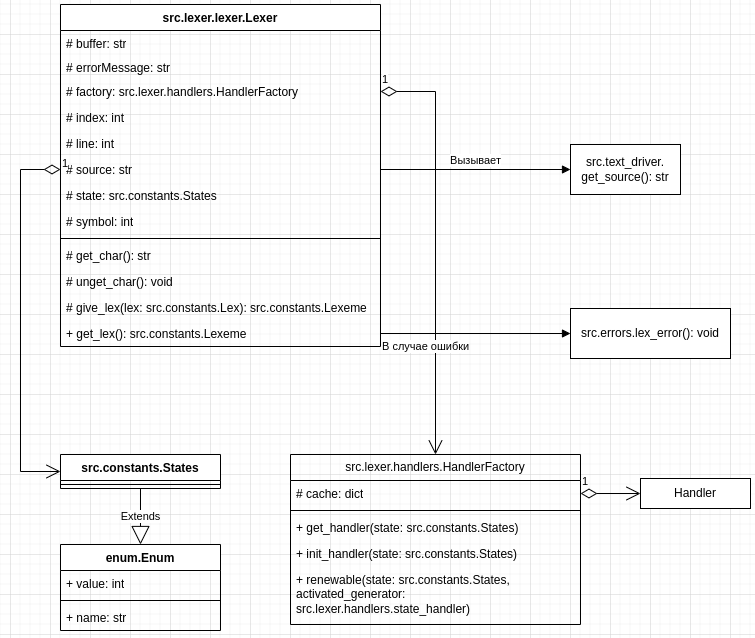 src.lexer.lexer.Lexer
# buffer: str
# errorMessage: str
# factory: src.lexer.handlers.HandlerFactory
# index: int
# line: int
# source: str
# state: src.constants.States
# symbol: int
# get_char(): str
# unget_char(): void
# give_lex(lex: src.constants.Lex): src.constants.Lexeme
+ get_lex(): src.constants.Lexeme
1
1
Вызывает
src.text_driver.
get_source(): str
src.errors.lex_error(): void
В случае ошибки
src.constants.States
Extends
enum.Enum
+ value: int
+ name: str
src.lexer.handlers.HandlerFactory
# cache: dict
+ get_handler(state: src.constants.States)
+ init_handler(state: src.constants.States)
+ renewable(state: src.constants.States,
activated_generator:
src.lexer.handlers.state_handler)
1
Handler